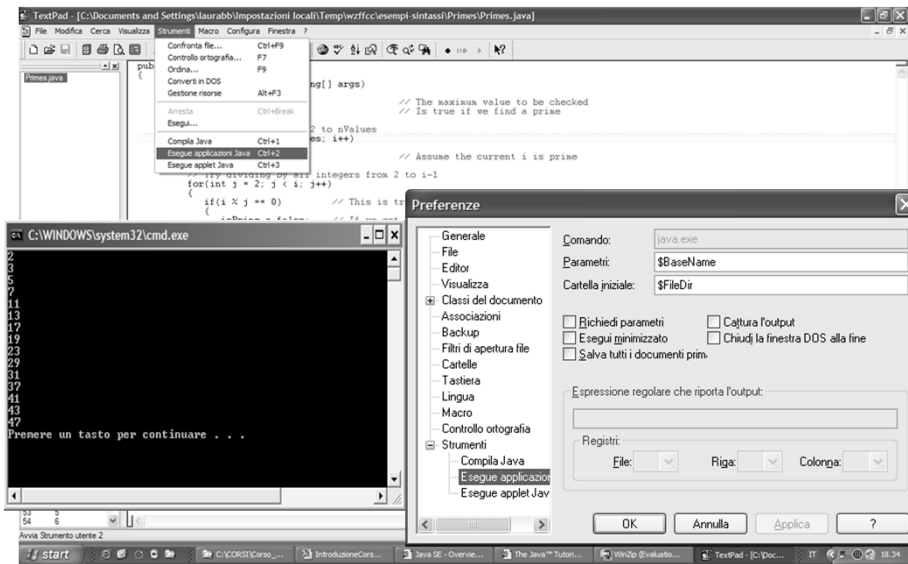 TextPad - [C:\Documents and Settings\laurabb\Impostazioni locali\Temp\wzffcc\esempi-sintassi\Primes\Primes.java]
File Modifica Cerca Visualizza Strumenti Macro Configura Finestra ?
Primes.java
Confronta file... Ctrl+F9
Controllo ortografia... F7
Ordina... F9
Converti in DOS
Gestione risorse Alt+F3
Arresta Ctrl+Break
Esegui...
Compila Java Ctrl+1
Esegue applicazioni Java Ctrl+2
Esegue applet Java Ctrl+3
pub
{
ng[] args)
// The maximum value to be checked
// Is true if we find a prime
2 to nValues
es; i++)
// Assume the current i is prime
// Try dividing by all integers from 2 to i-1
for(int j = 2; j < i; j++)
{
if(i % j == 0) // This is tr
{
C:\WINDOWS\system32\cmd.exe
2
3
5
7
11
13
17
19
23
29
31
37
41
43
47
Premere un tasto per continuare . . .
Preferenze
Generale
File
Editor
Visualizza
Classi del documento
Associazioni
Backup
Filtri di apertura file
Cartelle
Tastiera
Lingua
Macro
Controllo ortografia
Strumenti
Compila Java
Esegue applicazion
Esegue applet Jav
Comando: java.exe
Parametri: $BaseName
Cartella iniziale: $FileDir
Richiedi parametri Cattura l'output
Esegui minimizzato Chiudi la finestra DOS alla fine
Salva tutti i documenti prim
Espressione regolare che riporta l'output:
Registri:
File: Riga: Colonna:
OK Annulla Applica ?
53 5
54 6
Avvia Strumento utente 2
start C:\CORSI\Corso_... IntroduzioneCors... Java SE - Overvie... The Java™ Tutori... WinZip (Evaluatio... TextPad - [C:\Doc... IT 18.34